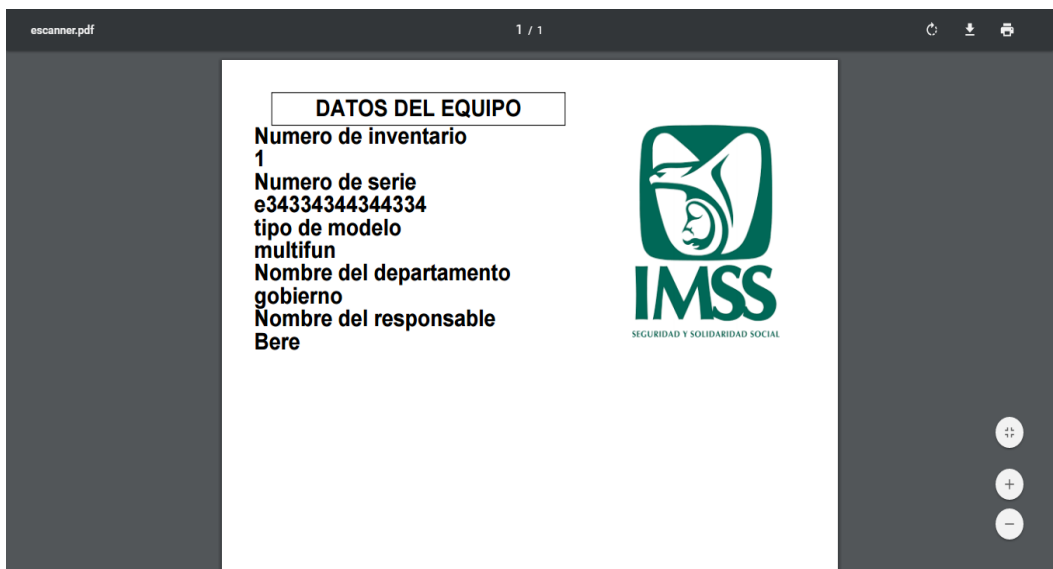 escanner.pdf
1 / 1
DATOS DEL EQUIPO
Numero de inventario
1
Numero de serie
e34334344344334
tipo de modelo
multifun
Nombre del departamento
gobierno
Nombre del responsable
Bere
IMSS
SEGURIDAD Y SOLIDARIDAD SOCIAL